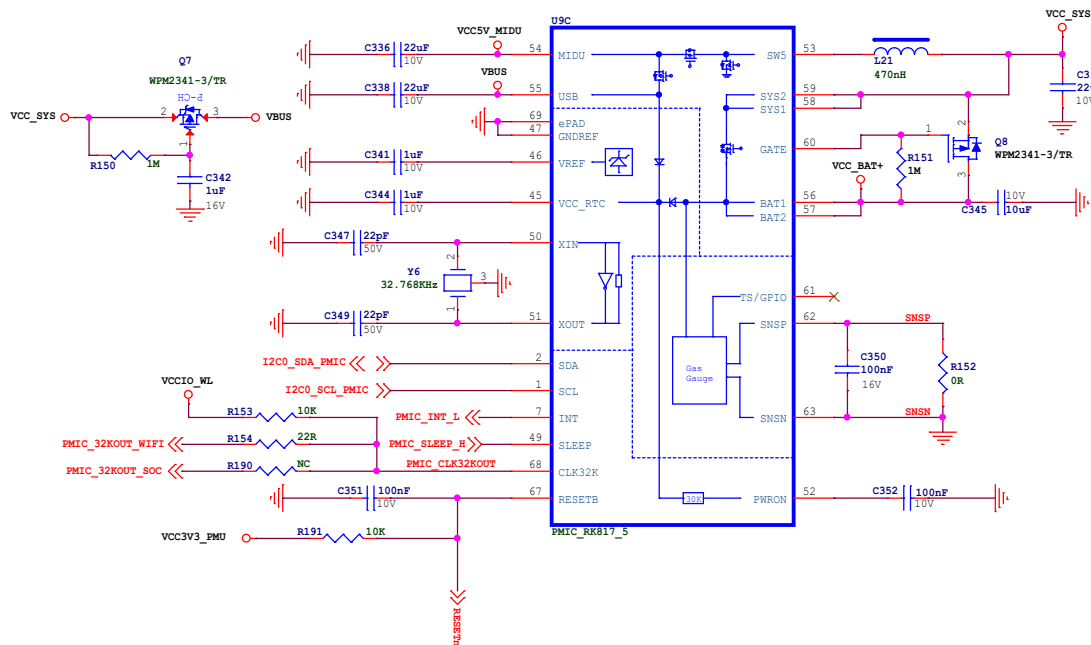 U9C
VCC5V_MIDU
VCC_SYS
C336
22uF
10V
54
MIDU
SW5
53
L21
470nH
Q7
WPM2341-3/TR
P-CH
VBUS
C338
22uF
10V
55
USB
SYS2
59
SYS1
58
VCC_SYS
2
3
VBUS
1
69
ePAD
47
GNDREF
R150
1M
C342
1uF
16V
C341
1uF
10V
46
VREF
GATE
60
VCC_BAT+
R151
1M
1
2
3
Q8
WPM2341-3/TR
C344
1uF
10V
45
VCC_RTC
BAT1
56
BAT2
57
C345
10V
10uF
C347
22pF
50V
50
XIN
Y6
32.768KHz
2
3
1
TS/GPIO
61
C349
22pF
50V
51
XOUT
SNSP
62
SNSP
Gas
Gauge
C350
100nF
16V
R152
0R
I2C0_SDA_PMIC
2
SDA
I2C0_SCL_PMIC
1
SCL
VCCIO_WL
R153
10K
PMIC_INT_L
7
INT
SNSN
63
SNSN
PMIC_32KOUT_WIFI
R154
22R
PMIC_SLEEP_H
49
SLEEP
PMIC_32KOUT_SOC
R190
NC
PMIC_CLK32KOUT
68
CLK32K
C351
100nF
10V
67
RESETB
30K
PWRON
52
C352
100nF
10V
VCC3V3_PMU
R191
10K
PMIC_RK817_5
RESETn